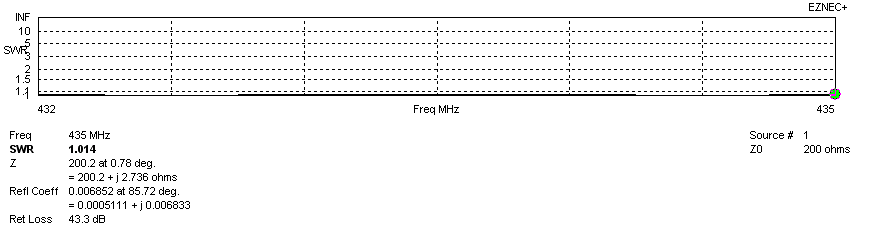 EZNEC+
INF
10
5
SWR
3
2
1.5
1.1
1
432 Freq MHz 435
Freq 435 MHz Source # 1
SWR 1.014 Z0 200 ohms
Z 200.2 at 0.78 deg.
= 200.2 + j 2.736 ohms
Refl Coeff 0.006852 at 85.72 deg.
= 0.0005111 + j 0.006833
Ret Loss 43.3 dB